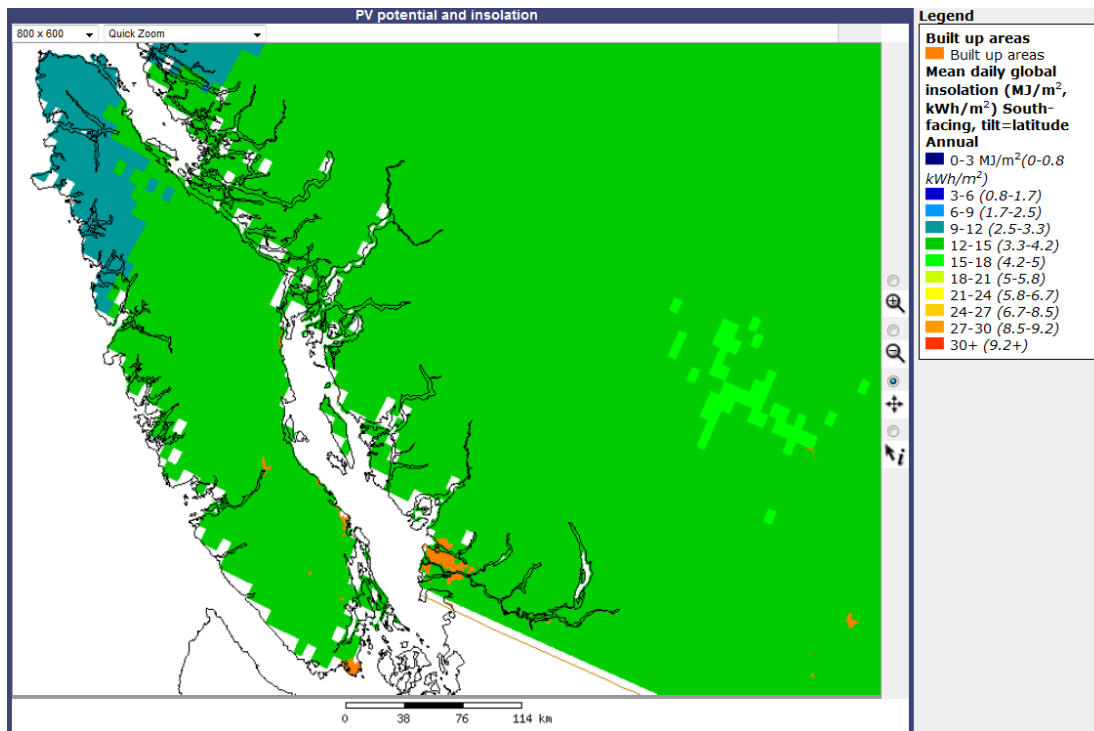 PV potential and insolation
800 x 600
Quick Zoom
0 38 76 114 km
Legend
Built up areas
Built up areas
Mean daily global
insolation (MJ/m², 
kWh/m²) South-
facing, tilt=latitude
Annual
0-3 MJ/m²(0-0.8
kWh/m²)
3-6 (0.8-1.7)
6-9 (1.7-2.5)
9-12 (2.5-3.3)
12-15 (3.3-4.2)
15-18 (4.2-5)
18-21 (5-5.8)
21-24 (5.8-6.7)
24-27 (6.7-8.5)
27-30 (8.5-9.2)
30+ (9.2+)
i